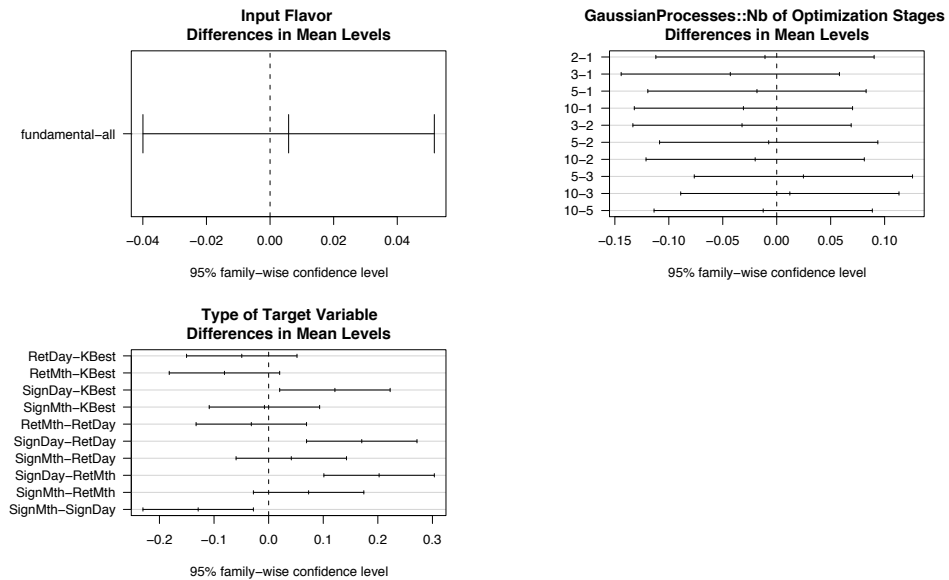 Input Flavor
Differences in Mean Levels
fundamental−all
−0.04 −0.02 0.00 0.02 0.04
95% family−wise confidence level
GaussianProcesses::Nb of Optimization Stages
Differences in Mean Levels
2−1
3−1
5−1
10−1
3−2
5−2
10−2
5−3
10−3
10−5
−0.15 −0.10 −0.05 0.00 0.05 0.10
95% family−wise confidence level
Type of Target Variable
Differences in Mean Levels
RetDay−KBest
RetMth−KBest
SignDay−KBest
SignMth−KBest
RetMth−RetDay
SignDay−RetDay
SignMth−RetDay
SignDay−RetMth
SignMth−RetMth
SignMth−SignDay
−0.2 −0.1 0.0 0.1 0.2 0.3
95% family−wise confidence level